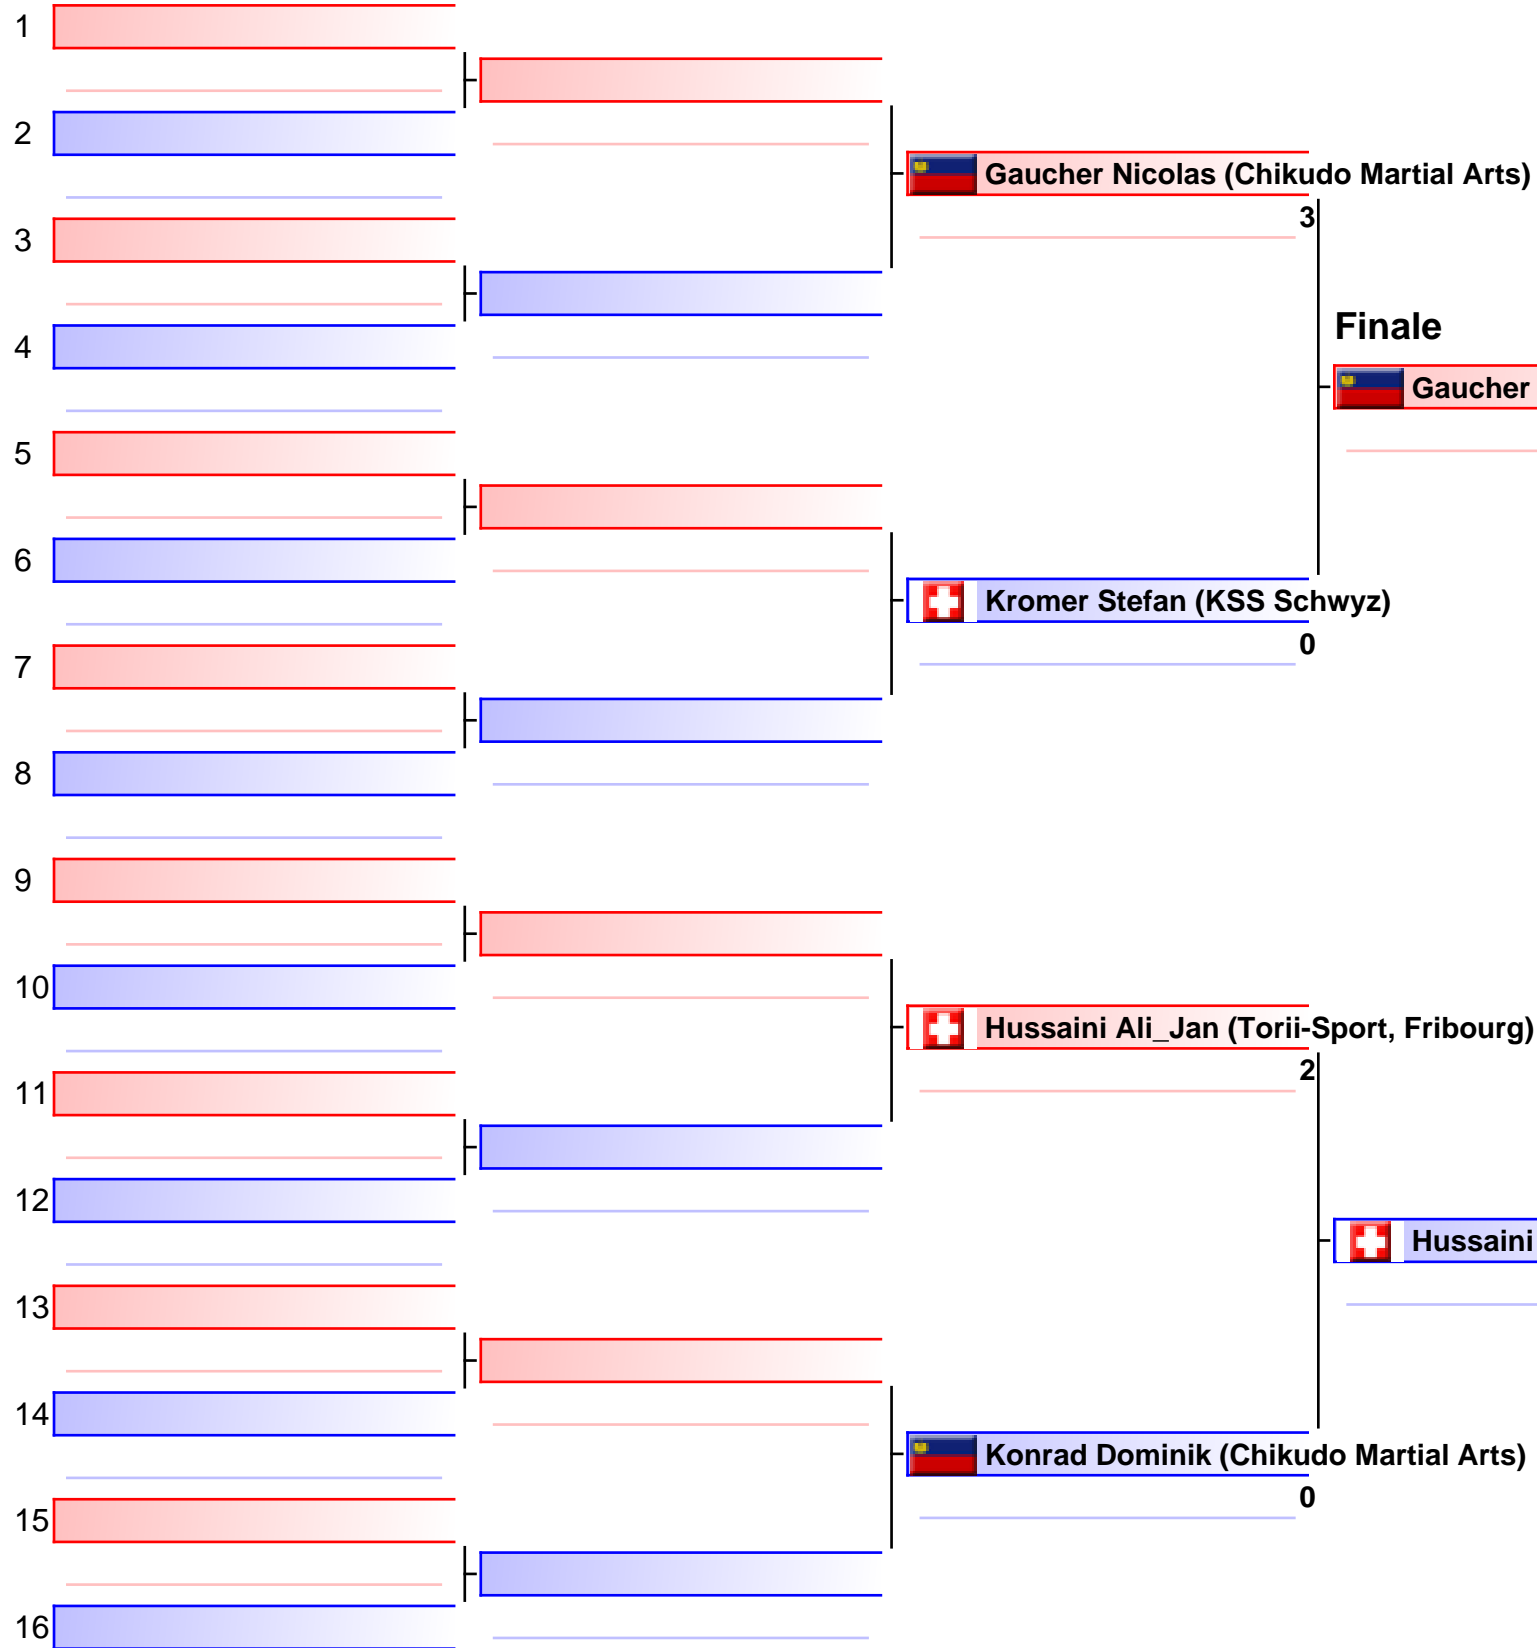 1
2
Gaucher Nicolas (Chikudo Martial Arts)
3
3
Finale
4
Gaucher
5
6
Kromer Stefan (KSS Schwyz)
0
7
8
9
10
Hussaini Ali_Jan (Torii-Sport, Fribourg)
2
11
12
Hussaini
13
14
Konrad Dominik (Chikudo Martial Arts)
0
15
16